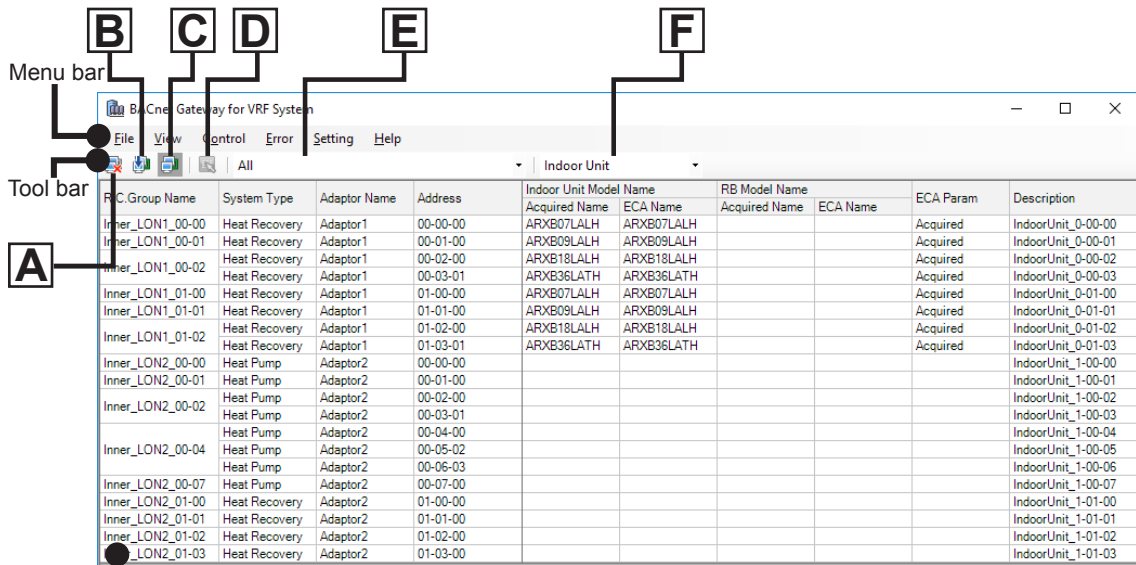 B C D E F
Menu bar
BACnet Gateway for VRF System
File View Control Error Setting Help
All Indoor Unit
Tool bar
R.C.Group Name System Type Adaptor Name Address Indoor Unit Model Name RB Model Name ECA Param Description
Acquired Name ECA Name Acquired Name ECA Name
A
Inner_LON1_00-00 Heat Recovery Adaptor1 00-00-00 ARXB07LALH ARXB07LALH Acquired IndoorUnit_0-00-00
Inner_LON1_00-01 Heat Recovery Adaptor1 00-01-00 ARXB09LALH ARXB09LALH Acquired IndoorUnit_0-00-01
Inner_LON1_00-02 Heat Recovery Adaptor1 00-02-00 ARXB18LALH ARXB18LALH Acquired IndoorUnit_0-00-02
Heat Recovery Adaptor1 00-03-01 ARXB36LATH ARXB36LATH Acquired IndoorUnit_0-00-03
Inner_LON1_01-00 Heat Recovery Adaptor1 01-00-00 ARXB07LALH ARXB07LALH Acquired IndoorUnit_0-01-00
Inner_LON1_01-01 Heat Recovery Adaptor1 01-01-00 ARXB09LALH ARXB09LALH Acquired IndoorUnit_0-01-01
Inner_LON1_01-02 Heat Recovery Adaptor1 01-02-00 ARXB18LALH ARXB18LALH Acquired IndoorUnit_0-01-02
Heat Recovery Adaptor1 01-03-01 ARXB36LATH ARXB36LATH Acquired IndoorUnit_0-01-03
Inner_LON2_00-00 Heat Pump Adaptor2 00-00-00 IndoorUnit_1-00-00
Inner_LON2_00-01 Heat Pump Adaptor2 00-01-00 IndoorUnit_1-00-01
Inner_LON2_00-02 Heat Pump Adaptor2 00-02-00 IndoorUnit_1-00-02
Heat Pump Adaptor2 00-03-01 IndoorUnit_1-00-03
Inner_LON2_00-04 Heat Pump Adaptor2 00-04-00 IndoorUnit_1-00-04
Heat Pump Adaptor2 00-05-02 IndoorUnit_1-00-05
Heat Pump Adaptor2 00-06-03 IndoorUnit_1-00-06
Inner_LON2_00-07 Heat Pump Adaptor2 00-07-00 IndoorUnit_1-00-07
Inner_LON2_01-00 Heat Recovery Adaptor2 01-00-00 IndoorUnit_1-01-00
Inner_LON2_01-01 Heat Recovery Adaptor2 01-01-00 IndoorUnit_1-01-01
Inner_LON2_01-02 Heat Recovery Adaptor2 01-02-00 IndoorUnit_1-01-02
Inner_LON2_01-03 Heat Recovery Adaptor2 01-03-00 IndoorUnit_1-01-03